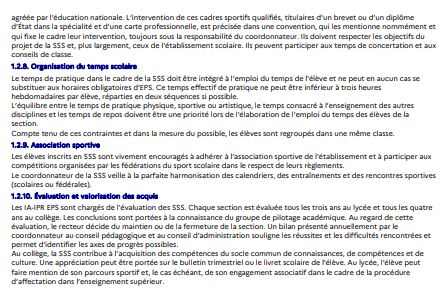 agréée par l'éducation nationale. L'intervention de ces cadres sportifs qualifiés, titulaires d'un brevet ou d'un diplôme
d'État dans la spécialité et d'une carte professionnelle, est précisée dans une convention, qui les mentionne nommément et
qui fixe le cadre leur intervention, toujours sous la responsabilité du coordonnateur. Ils doivent respecter les objectifs du
projet de la SSS et, plus largement, ceux de l'établissement scolaire. Ils peuvent participer aux temps de concertation et aux
conseils de classe.
1.2.8. Organisation du temps scolaire
Le temps de pratique dans le cadre de la SSS doit être intégré à l'emploi du temps de l'élève et ne peut en aucun cas se
substituer aux horaires obligatoires d'EPS. Ce temps effectif de pratique ne peut être inférieur à trois heures
hebdomadaires par élève, réparties en deux séquences si possible.
L'équilibre entre le temps de pratique physique, sportive ou artistique, le temps consacré à l'enseignement des autres
disciplines et les temps de repos doivent être une priorité lors de l'élaboration de l'emploi du temps des élèves de la
section.
Compte tenu de ces contraintes et dans la mesure du possible, les élèves sont regroupés dans une même classe.
1.2.9. Association sportive
Les élèves inscrits en SSS sont vivement encouragés à adhérer à l'association sportive de l'établissement et à participer aux
compétitions organisées par les fédérations du sport scolaire dans le respect de leurs règlements.
Le coordonnateur de la SSS veille à la parfaite harmonisation des calendriers, des entraînements et des rencontres sportives
(scolaires ou fédérales).
1.2.10. Évaluation et valorisation des acquis
Les IA-IPR EPS sont chargés de l'évaluation des SSS. Chaque section est évaluée tous les trois ans au lycée et tous les quatre
ans au collège. Les conclusions sont portées à la connaissance du groupe de pilotage académique. Au regard de cette
évaluation, le recteur décide du maintien ou de la fermeture de la section. Un bilan présenté annuellement par le
coordonnateur au conseil pédagogique et au conseil d'administration souligne les réussites et les difficultés rencontrées et
permet d'identifier les axes de progrès possibles.
Au collège, la SSS contribue à l'acquisition des compétences du socle commun de connaissances, de compétences et de
culture. Une appréciation peut être portée sur le bulletin trimestriel ou le livret scolaire de l'élève. Au lycée, l'élève peut
faire mention de son parcours sportif et, le cas échéant, de son engagement associatif dans le cadre de la procédure
d'affectation dans l'enseignement supérieur.